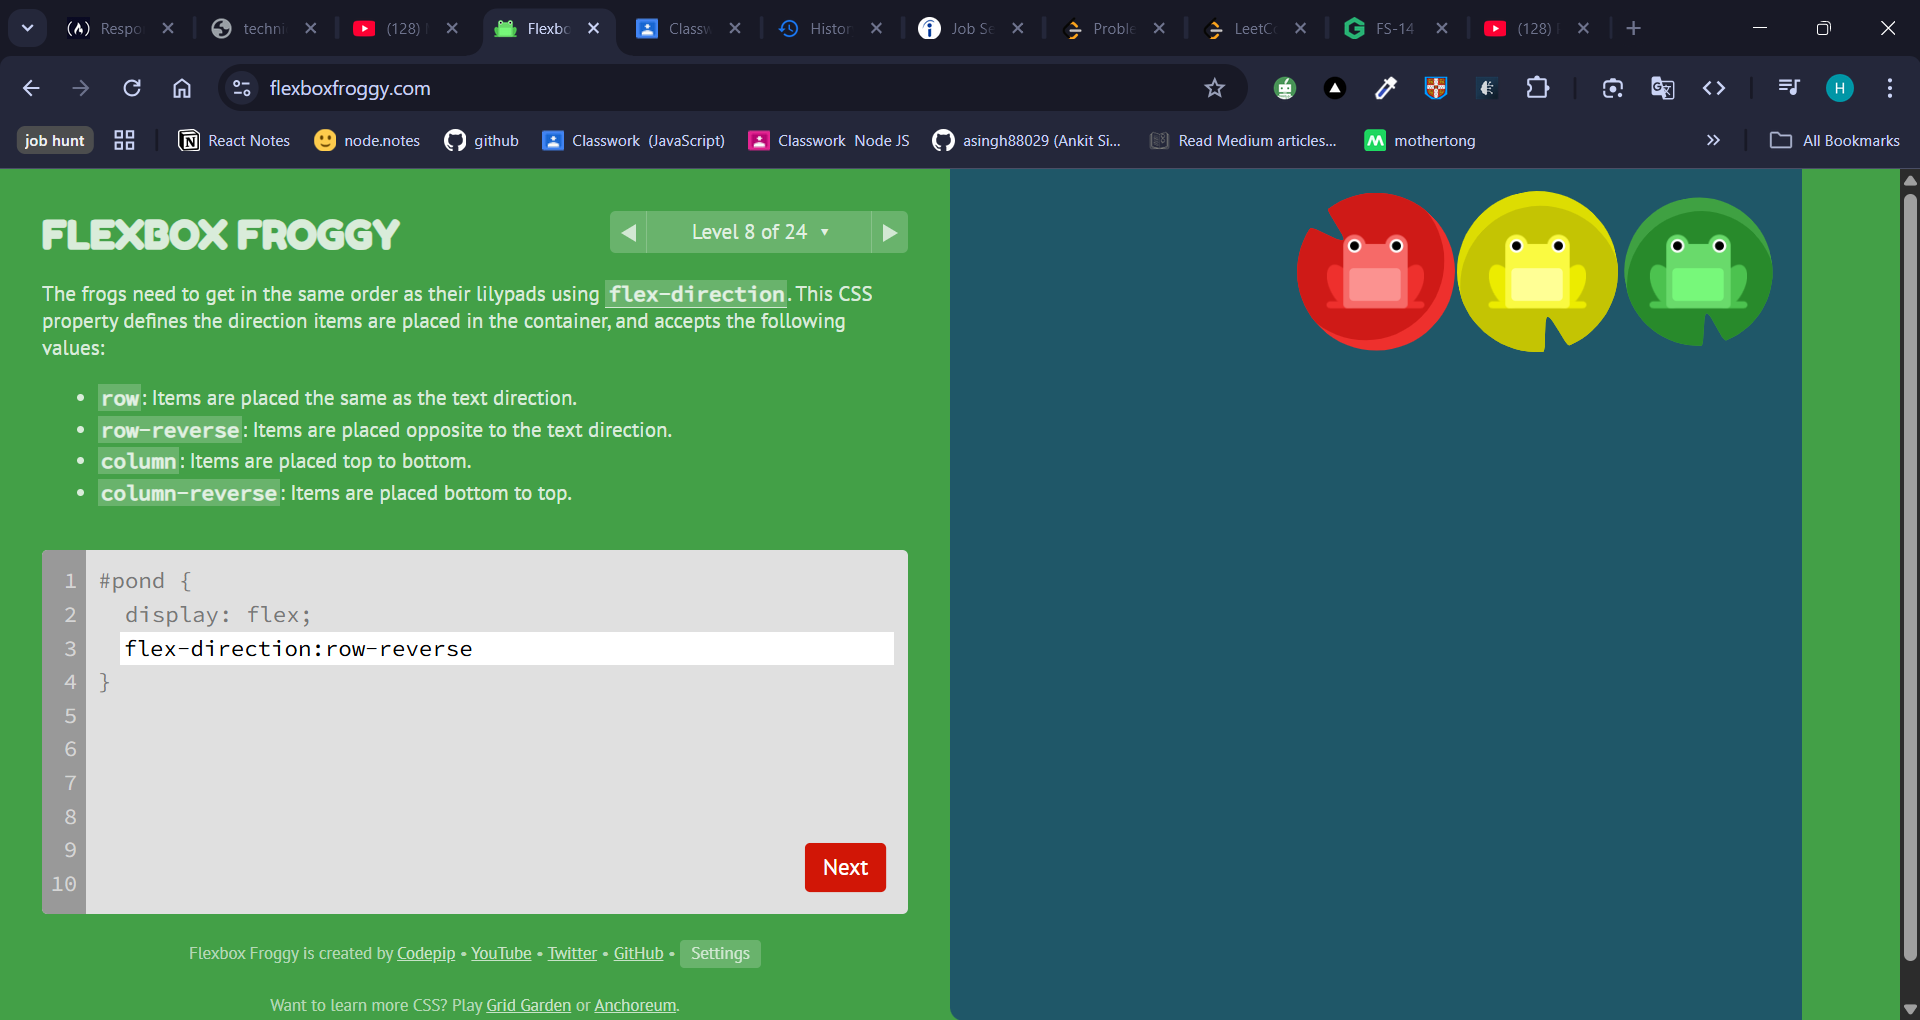 Respo
techni
(128)
Flexbo
Classw
Histor
Job Se
Proble
LeetCo
FS-14
(128)
flexboxfroggy.com
H
job hunt
React Notes
node.notes
github
Classwork (JavaScript)
Classwork Node JS
asingh88029 (Ankit Si...
Read Medium articles...
mothertong
All Bookmarks
FLEXBOX FROGGY
Level 8 of 24
The frogs need to get in the same order as their lilypads using flex-direction. This CSS
property defines the direction items are placed in the container, and accepts the following
values:
• row: Items are placed the same as the text direction.
• row-reverse: Items are placed opposite to the text direction.
• column: Items are placed top to bottom.
• column-reverse: Items are placed bottom to top.
1 #pond {
2 display: flex;
3 flex-direction:row-reverse
4 }
5
6
7
8
9
10
Next
Flexbox Froggy is created by Codepip • YouTube • Twitter • GitHub • Settings
Want to learn more CSS? Play Grid Garden or Anchoreum.